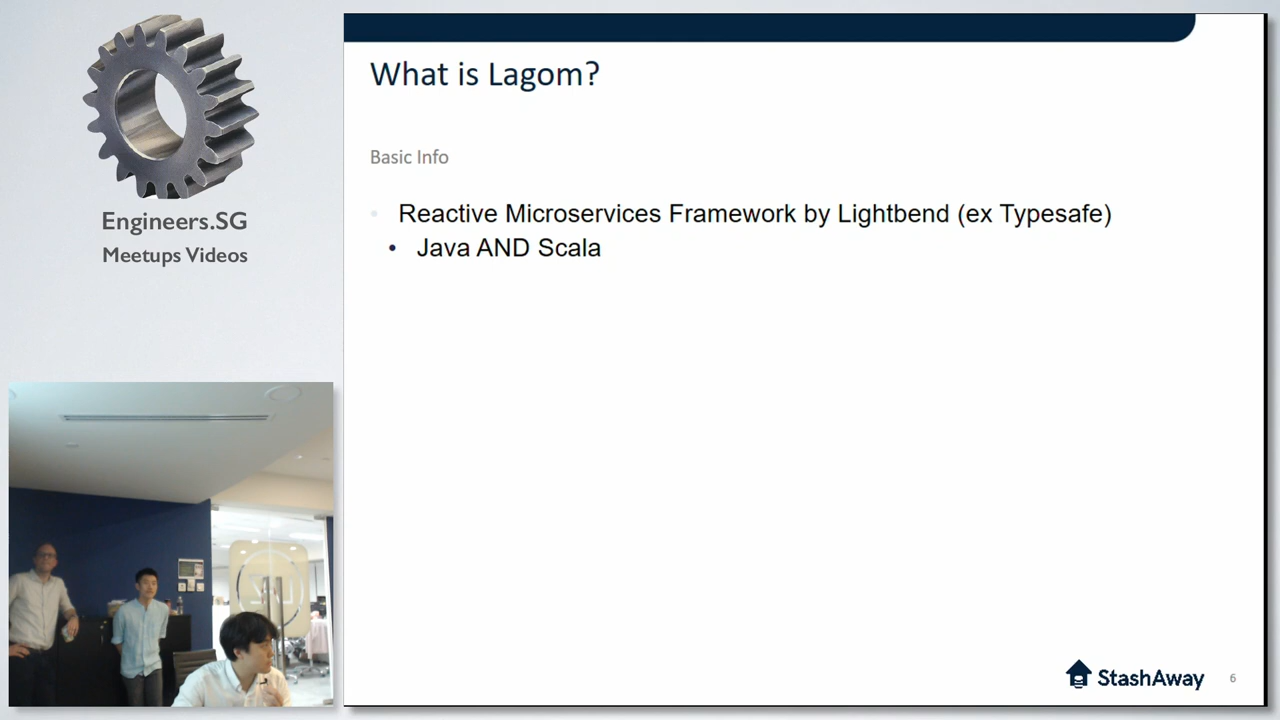 Engineers.SG
Meetups Videos
What is Lagom?
Basic Info
Reactive Microservices Framework by Lightbend (ex Typesafe)
Java AND Scala
StashAway
6